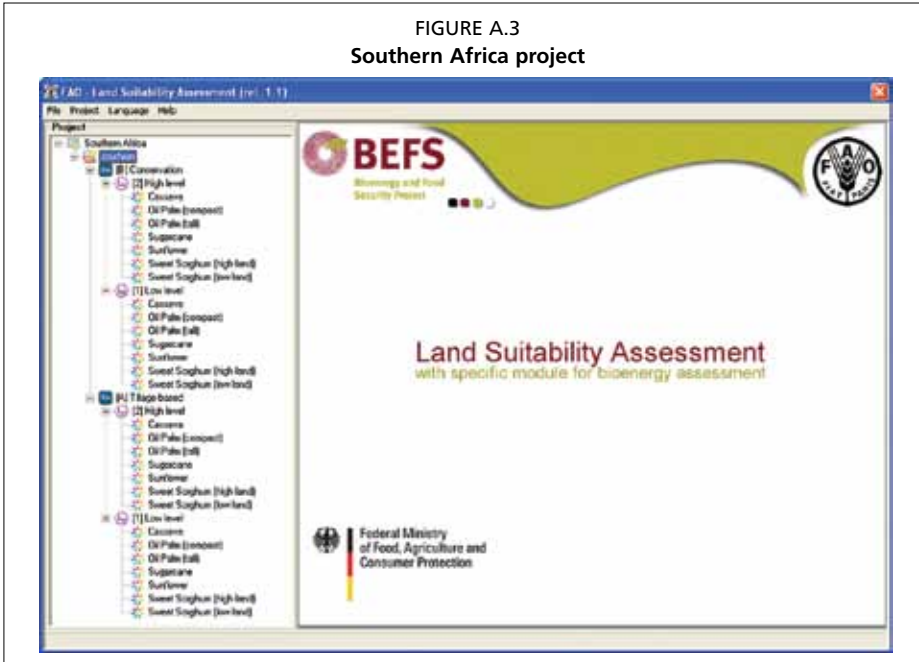 FIGURE A.3
Southern Africa project
FAO - Land Suitability Assessment (rel. 1.1)
File Project Language Help
Project
Southern Africa
southern
[B] Conservation
[2] High level
Cassava
Oil Palm (compact)
Oil Palm (tall)
Sugarcane
Sunflower
Sweet Sorghum (high land)
Sweet Sorghum (low land)
[1] Low level
Cassava
Oil Palm (compact)
Oil Palm (tall)
Sugarcane
Sunflower
Sweet Sorghum (high land)
Sweet Sorghum (low land)
[A] Tillage based
[2] High level
Cassava
Oil Palm (compact)
Oil Palm (tall)
Sugarcane
Sunflower
Sweet Sorghum (high land)
Sweet Sorghum (low land)
[1] Low level
Cassava
Oil Palm (compact)
Oil Palm (tall)
Sugarcane
Sunflower
Sweet Sorghum (high land)
Sweet Sorghum (low land)
BEFS
Bioenergy and Food
Security Project
FAO
FIAT PANIS
Land Suitability Assessment
with specific module for bioenergy assessment
Federal Ministry
of Food, Agriculture and
Consumer Protection